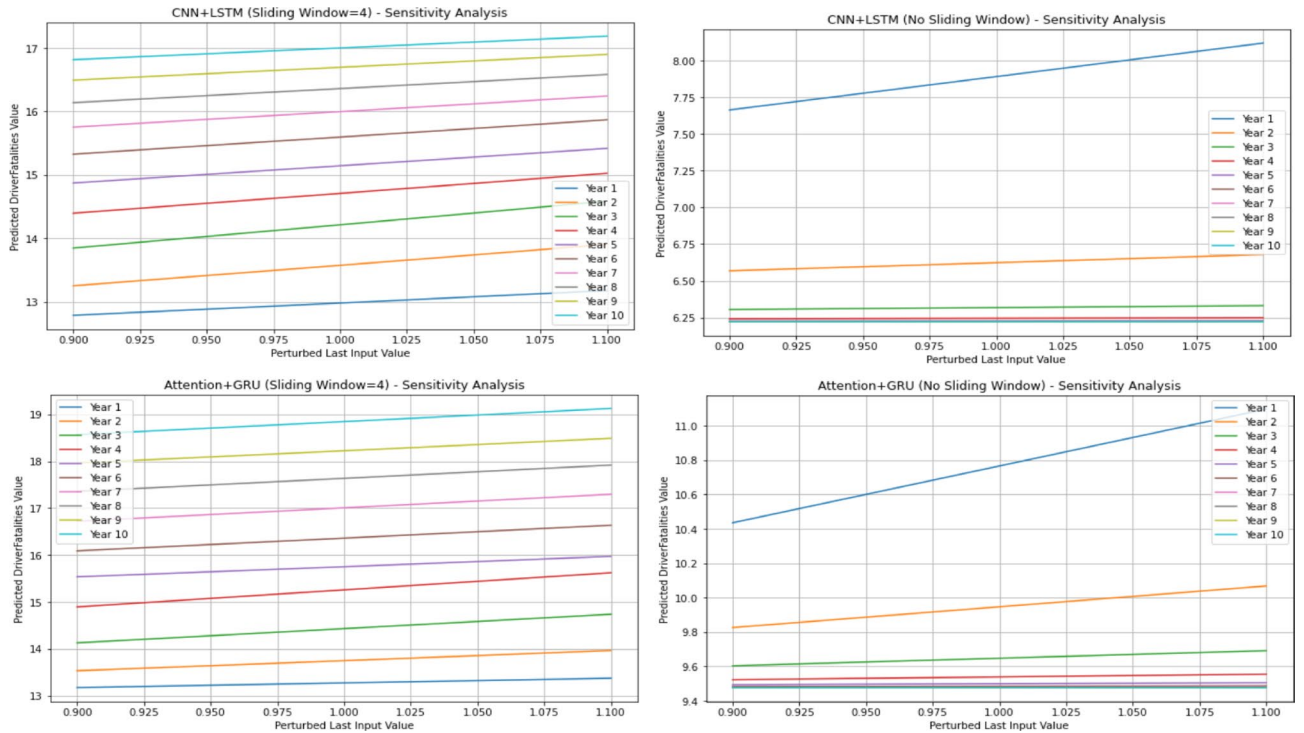 CNN+LSTM (Sliding Window=4) - Sensitivity Analysis
Predicted DriverFatalities Value
17
16
15
14
13
Year 1
Year 2
Year 3
Year 4
Year 5
Year 6
Year 7
Year 8
Year 9
Year 10
0.900 0.925 0.950 0.975 1.000 1.025 1.050 1.075 1.100
Perturbed Last Input Value
CNN+LSTM (No Sliding Window) - Sensitivity Analysis
Predicted DriverFatalities Value
8.00
7.75
7.50
7.25
7.00
6.75
6.50
6.25
Year 1
Year 2
Year 3
Year 4
Year 5
Year 6
Year 7
Year 8
Year 9
Year 10
0.900 0.925 0.950 0.975 1.000 1.025 1.050 1.075 1.100
Perturbed Last Input Value
Attention+GRU (Sliding Window=4) - Sensitivity Analysis
Predicted DriverFatalities Value
19
18
17
16
15
14
13
Year 1
Year 2
Year 3
Year 4
Year 5
Year 6
Year 7
Year 8
Year 9
Year 10
0.900 0.925 0.950 0.975 1.000 1.025 1.050 1.075 1.100
Perturbed Last Input Value
Attention+GRU (No Sliding Window) - Sensitivity Analysis
Predicted DriverFatalities Value
11.0
10.8
10.6
10.4
10.2
10.0
9.8
9.6
9.4
Year 1
Year 2
Year 3
Year 4
Year 5
Year 6
Year 7
Year 8
Year 9
Year 10
0.900 0.925 0.950 0.975 1.000 1.025 1.050 1.075 1.100
Perturbed Last Input Value